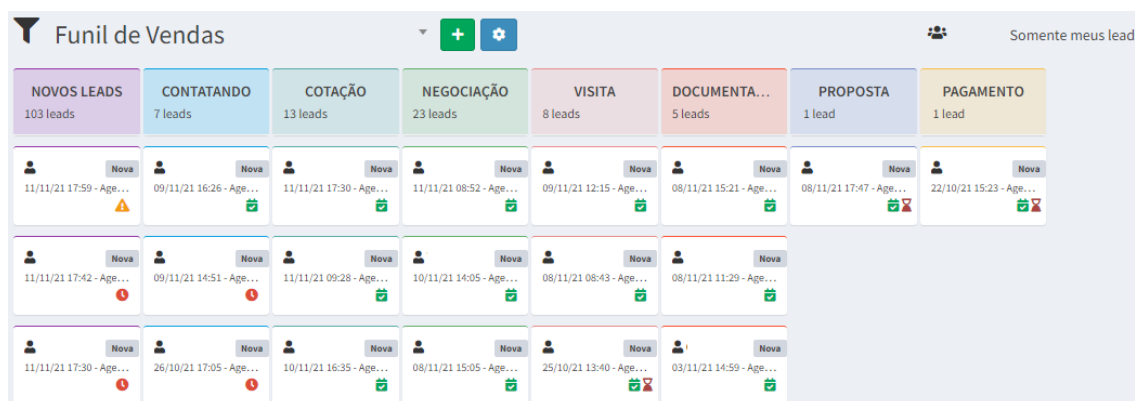 Funil de Vendas
Somente meus lead
NOVOS LEADS
103 leads
CONTATANDO
7 leads
COTAÇÃO
13 leads
NEGOCIAÇÃO
23 leads
VISITA
8 leads
DOCUMENTA...
5 leads
PROPOSTA
1 lead
PAGAMENTO
1 lead
Nova
11/11/21 17:59 - Age...
Nova
09/11/21 16:26 - Age...
Nova
11/11/21 17:30 - Age...
Nova
11/11/21 08:52 - Age...
Nova
09/11/21 12:15 - Age...
Nova
08/11/21 15:21 - Age...
Nova
08/11/21 17:47 - Age...
Nova
22/10/21 15:23 - Age...
Nova
11/11/21 17:42 - Age...
Nova
09/11/21 14:51 - Age...
Nova
11/11/21 09:28 - Age...
Nova
10/11/21 14:05 - Age...
Nova
08/11/21 08:43 - Age...
Nova
08/11/21 11:29 - Age...
Nova
11/11/21 17:30 - Age...
Nova
26/10/21 17:05 - Age...
Nova
10/11/21 16:35 - Age...
Nova
08/11/21 15:05 - Age...
Nova
25/10/21 13:40 - Age...
Nova
03/11/21 14:59 - Age...